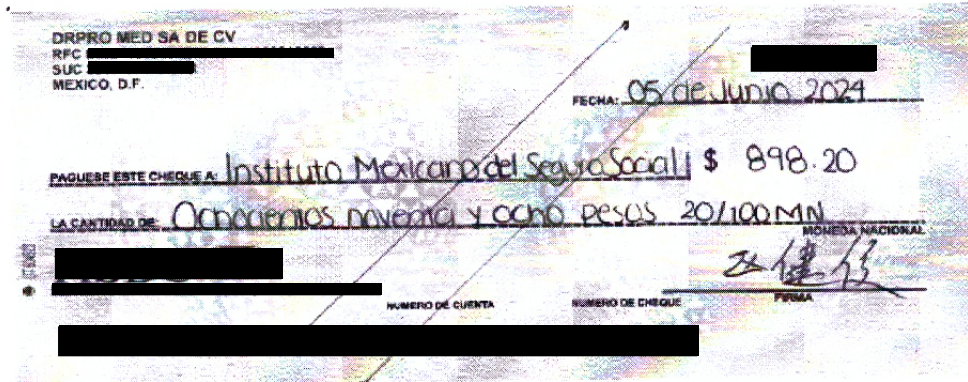 DRPRO MED SA DE CV
RFC
SUC
MEXICO, D.F.
FECHA: 05 de Junio 2024
PAGUESE ESTE CHEQUE A: Instituto Mexicano del Seguro Social $ 898.20
LA CANTIDAD DE: Ochocientos noventa y ocho pesos 20/100 MN
MONEDA NACIONAL
NUMERO DE CUENTA NUMERO DE CHEQUE FIRMA